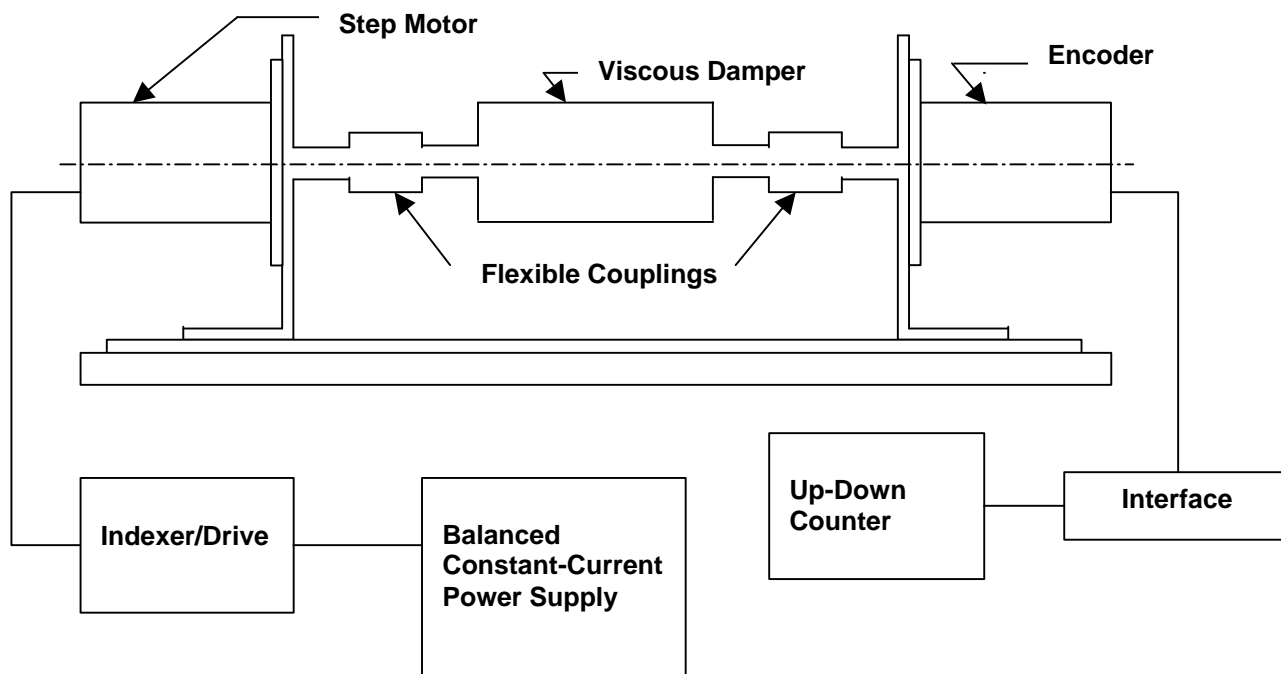 Step Motor
Viscous Damper
Encoder
Flexible Couplings
Indexer/Drive
Balanced
Constant-Current
Power Supply
Up-Down
Counter
Interface